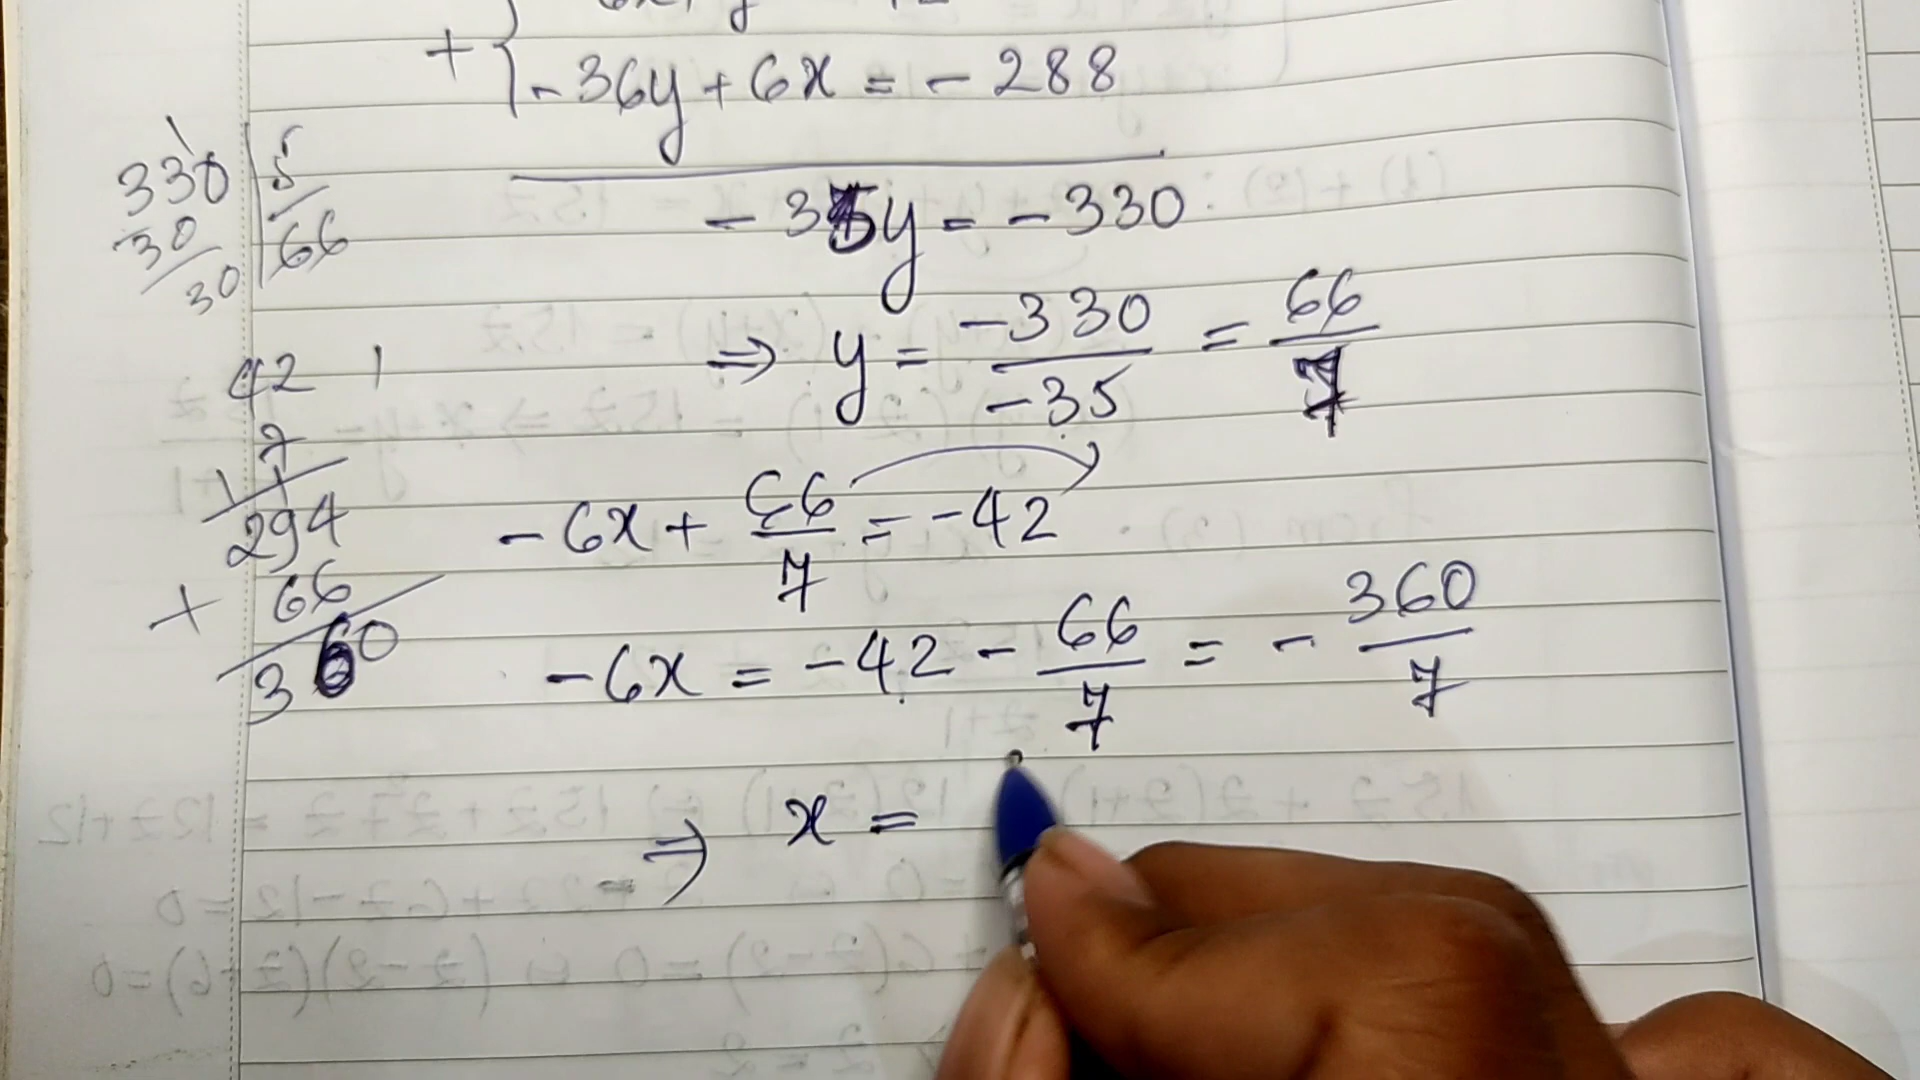 + { -36y + 6x = -288
-35y = -330
⇒ y = -330/-35 = 66/7
-6x + 66/7 = -42
-6x = -42 - 66/7 = - 360/7
⇒ x =
330 | 5
30 | 66
30
42
7
294
+ 66
360